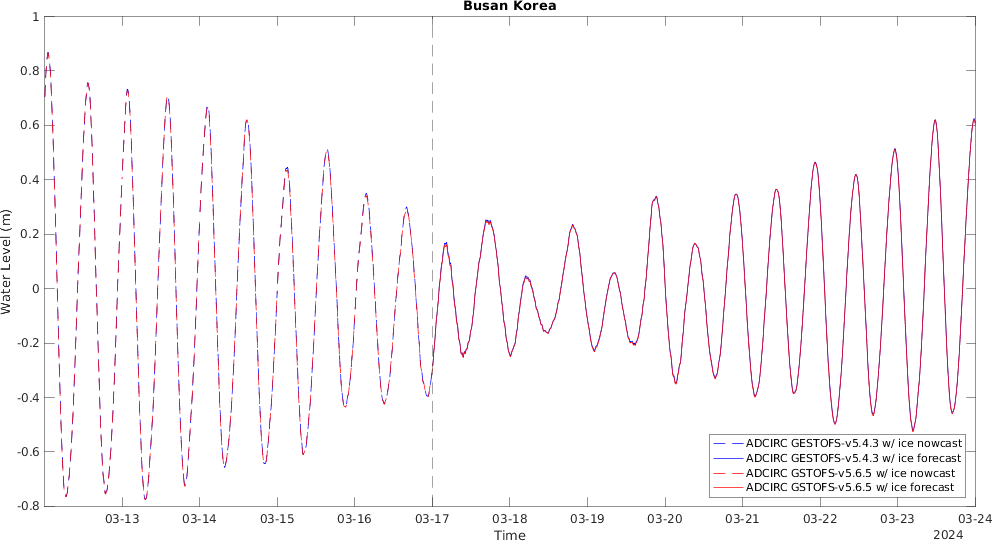 Busan Korea
1
0.8
0.6
0.4
0.2
0
-0.2
-0.4
-0.6
-0.8
Water Level (m)
03-13 03-14 03-15 03-16 03-17 03-18 03-19 03-20 03-21 03-22 03-23 03-24
Time
2024
ADCIRC GESTOFS-v5.4.3 w/ ice nowcast
ADCIRC GESTOFS-v5.4.3 w/ ice forecast
ADCIRC GSTOFS-v5.6.5 w/ ice nowcast
ADCIRC GSTOFS-v5.6.5 w/ ice forecast